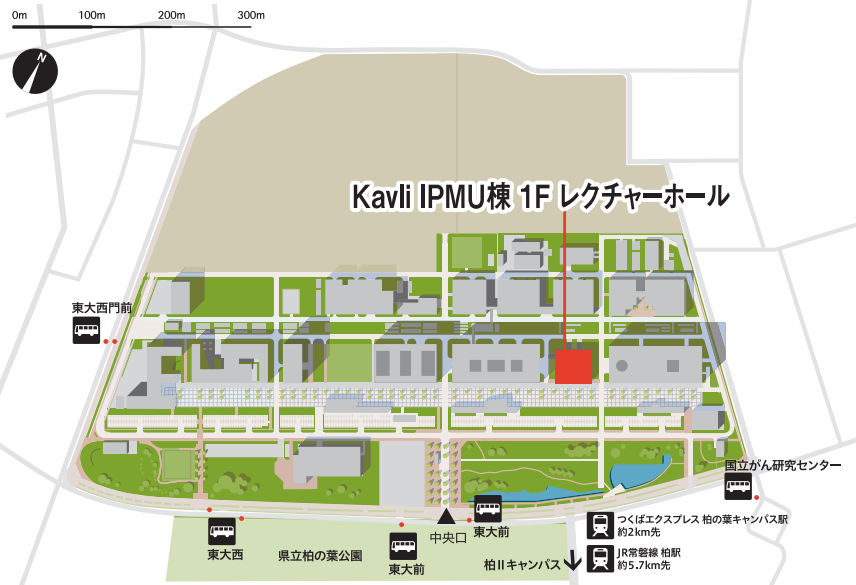 0m 100m 200m 300m
N
Kavli IPMU棟 1F レクチャーホール
東大西門前
国立がん研究センター
つくばエクスプレス 柏の葉キャンパス駅
約2km先
東大前
中央口
東大西
県立柏の葉公園
東大前
柏Ⅱキャンパス
JR常磐線 柏駅
約5.7km先